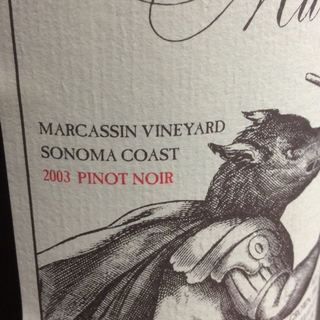 MARCASSIN VINEYARD
SONOMA COAST
2003 PINOT NOIR